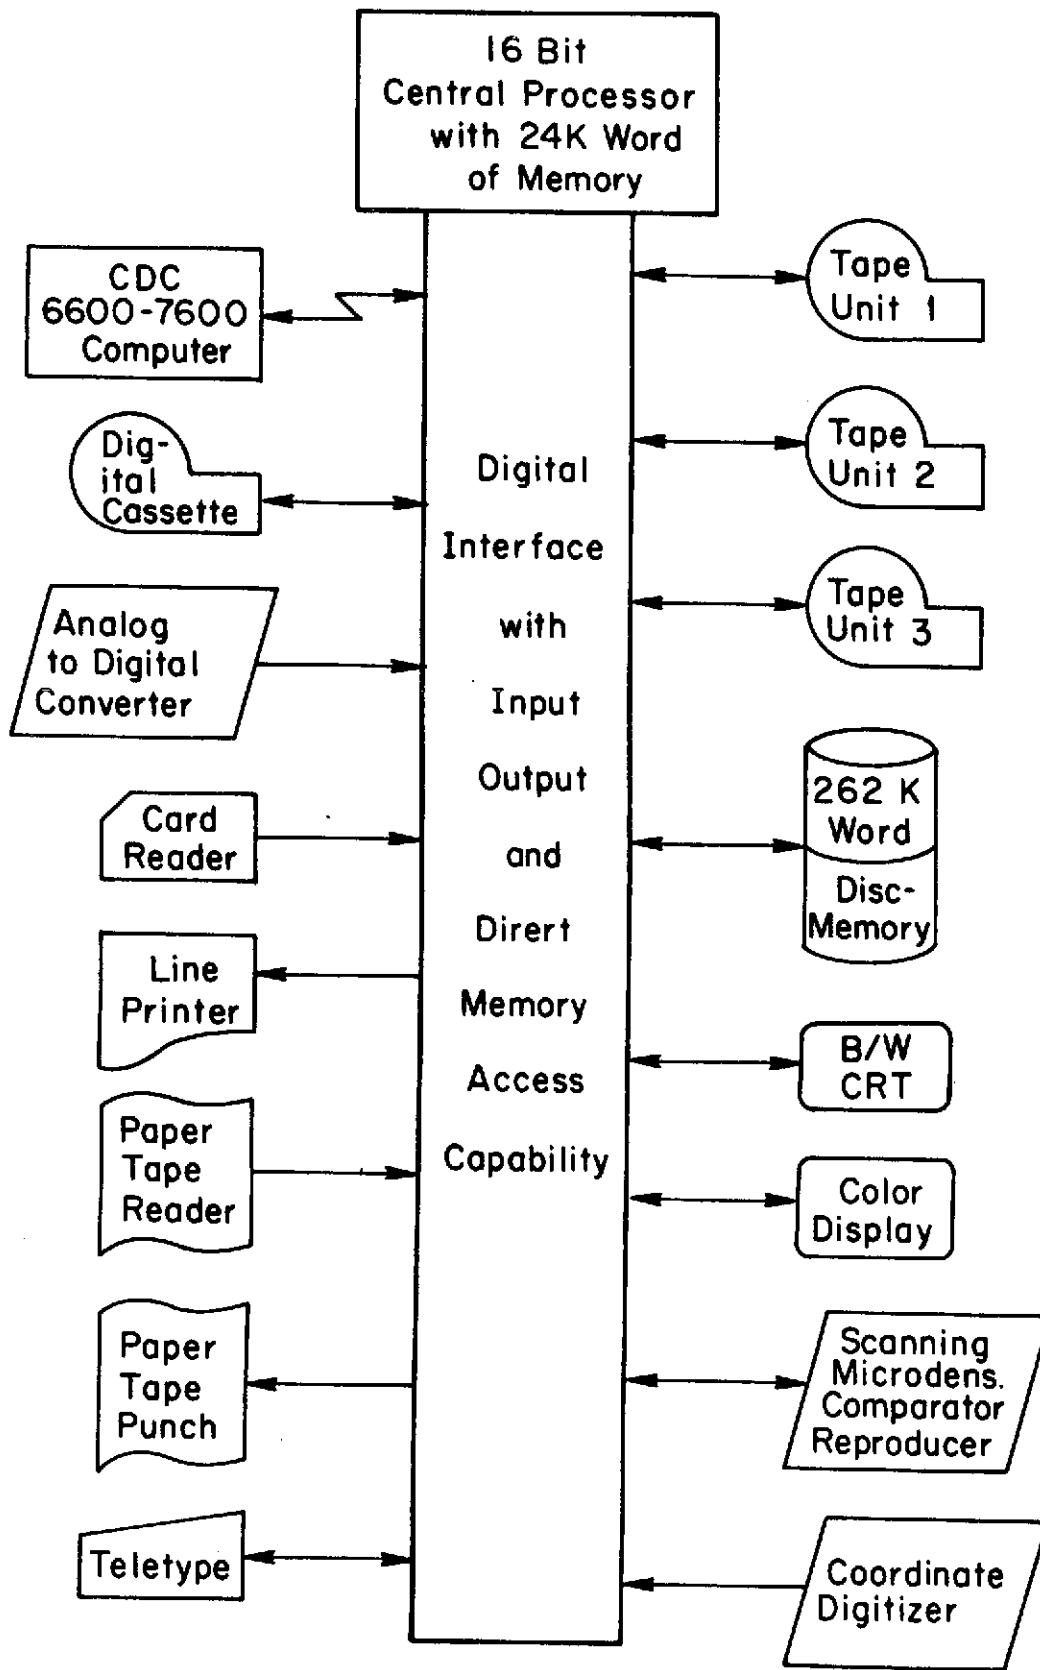 16 Bit
Central Processor
with 24K Word
of Memory
CDC
6600-7600
Computer
Dig-
ital
Cassette
Analog
to Digital
Converter
Card
Reader
Line
Printer
Paper
Tape
Reader
Paper
Tape
Punch
Teletype
Digital
Interface
with
Input
Output
and
Dirert
Memory
Access
Capability
Tape
Unit 1
Tape
Unit 2
Tape
Unit 3
262 K
Word
Disc-
Memory
B/W
CRT
Color
Display
Scanning
Microdens.
Comparator
Reproducer
Coordinate
Digitizer